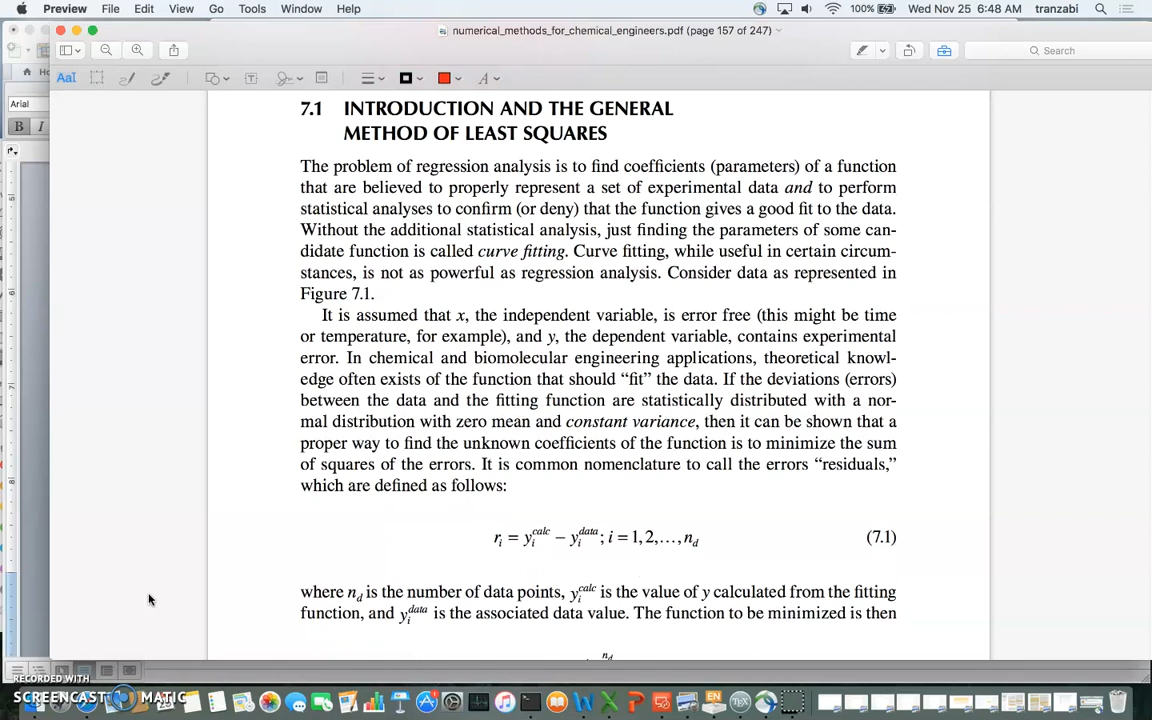 Preview File Edit View Go Tools Window Help 100% Wed Nov 25 6:48 AM tranzabi
numerical_methods_for_chemical_engineers.pdf (page 157 of 247)
Search
Ho
AaI T A
Arial
B I
7.1 INTRODUCTION AND THE GENERAL
METHOD OF LEAST SQUARES
The problem of regression analysis is to find coefficients (parameters) of a function
that are believed to properly represent a set of experimental data and to perform
statistical analyses to confirm (or deny) that the function gives a good fit to the data.
Without the additional statistical analysis, just finding the parameters of some can-
didate function is called curve fitting. Curve fitting, while useful in certain circum-
stances, is not as powerful as regression analysis. Consider data as represented in
Figure 7.1.
It is assumed that x, the independent variable, is error free (this might be time
or temperature, for example), and y, the dependent variable, contains experimental
error. In chemical and biomolecular engineering applications, theoretical knowl-
edge often exists of the function that should “fit” the data. If the deviations (errors)
between the data and the fitting function are statistically distributed with a nor-
mal distribution with zero mean and constant variance, then it can be shown that a
proper way to find the unknown coefficients of the function is to minimize the sum
of squares of the errors. It is common nomenclature to call the errors “residuals,”
which are defined as follows:
r_i = y_i^calc − y_i^data; i = 1, 2,…, n_d (7.1)
where n_d is the number of data points, y_i^calc is the value of y calculated from the fitting
function, and y_i^data is the associated data value. The function to be minimized is then
n_d
RECORDED WITH
SCREENCAST MATIC